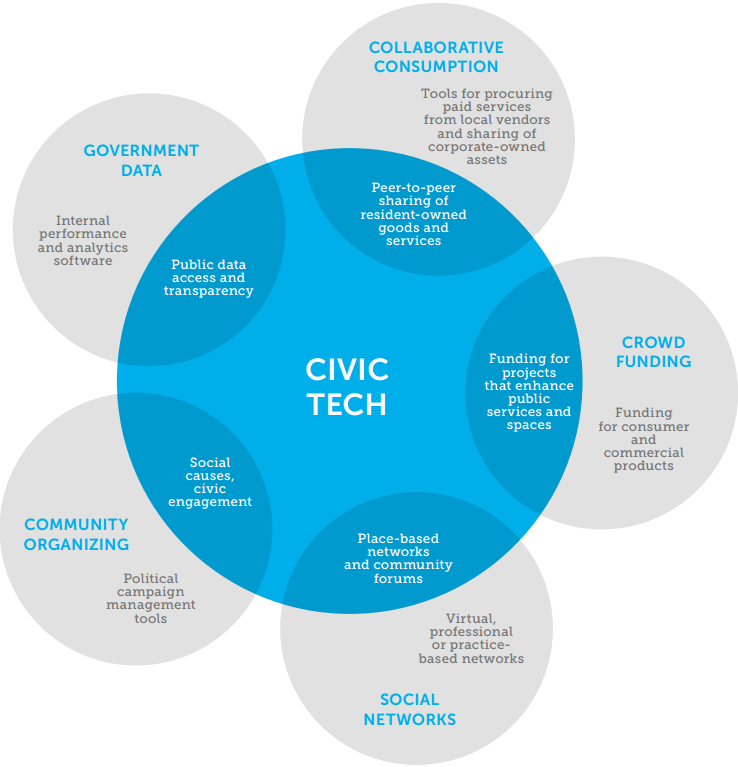 COLLABORATIVE
CONSUMPTION
Tools for procuring
paid services
from local vendors
and sharing of
corporate-owned
assets
Peer-to-peer
sharing of
resident-owned
goods and
services
GOVERNMENT
DATA
Internal
performance
and analytics
software
Public data
access and
transparency
CIVIC
TECH
CROWD
FUNDING
Funding for
projects
that enhance
public
services and
spaces
Funding
for consumer
and
commercial
products
Social
causes,
civic
engagement
COMMUNITY
ORGANIZING
Political
campaign
management
tools
Place-based
networks
and community
forums
Virtual,
professional
or practice-
based networks
SOCIAL
NETWORKS